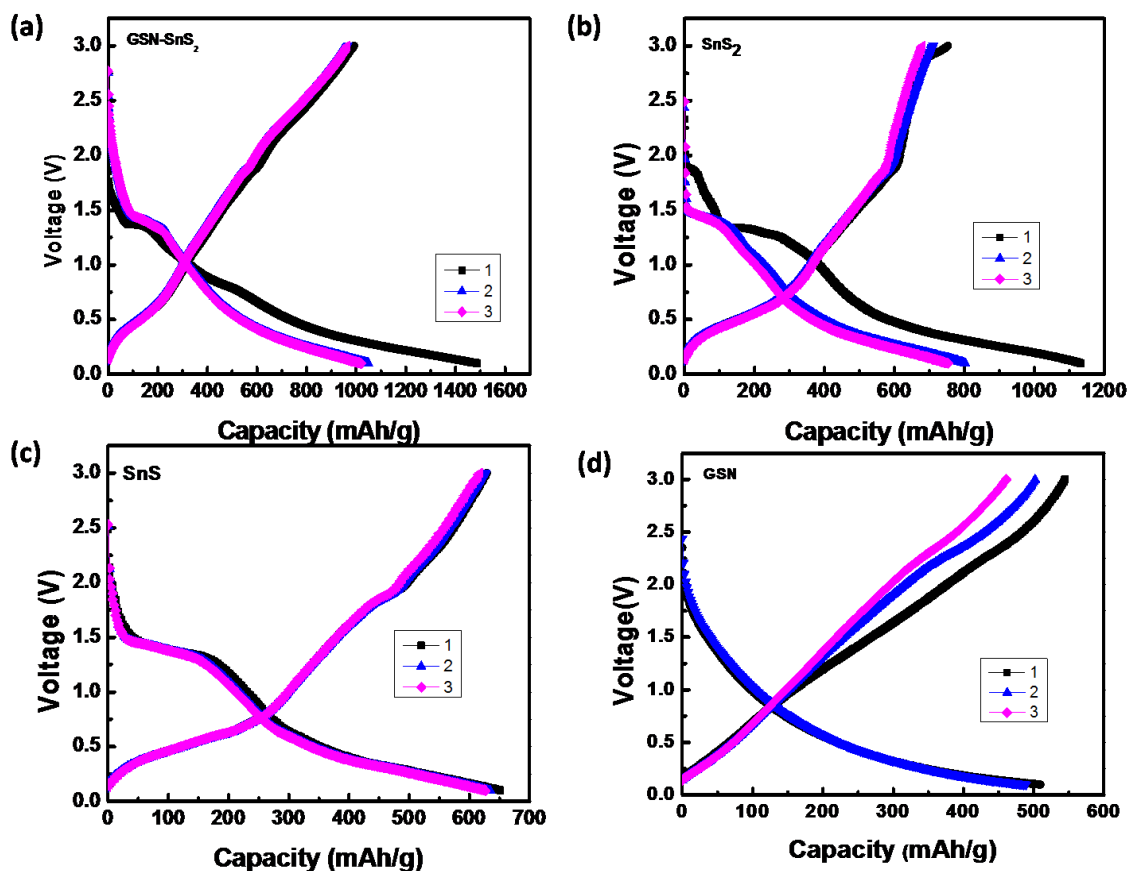 (a)
GSN-SnS2
3.0
2.5
2.0
1.5
1.0
0.5
0.0
Voltage (V)
1
2
3
0 200 400 600 800 1000 1200 1400 1600
Capacity (mAh/g)
(b)
SnS2
3.0
2.5
2.0
1.5
1.0
0.5
0.0
Voltage (V)
1
2
3
0 200 400 600 800 1000 1200
Capacity (mAh/g)
(c)
SnS
3.0
2.5
2.0
1.5
1.0
0.5
0.0
Voltage (V)
1
2
3
0 100 200 300 400 500 600 700
Capacity (mAh/g)
(d)
GSN
3.0
2.5
2.0
1.5
1.0
0.5
0.0
Voltage(V)
1
2
3
0 100 200 300 400 500 600
Capacity (mAh/g)